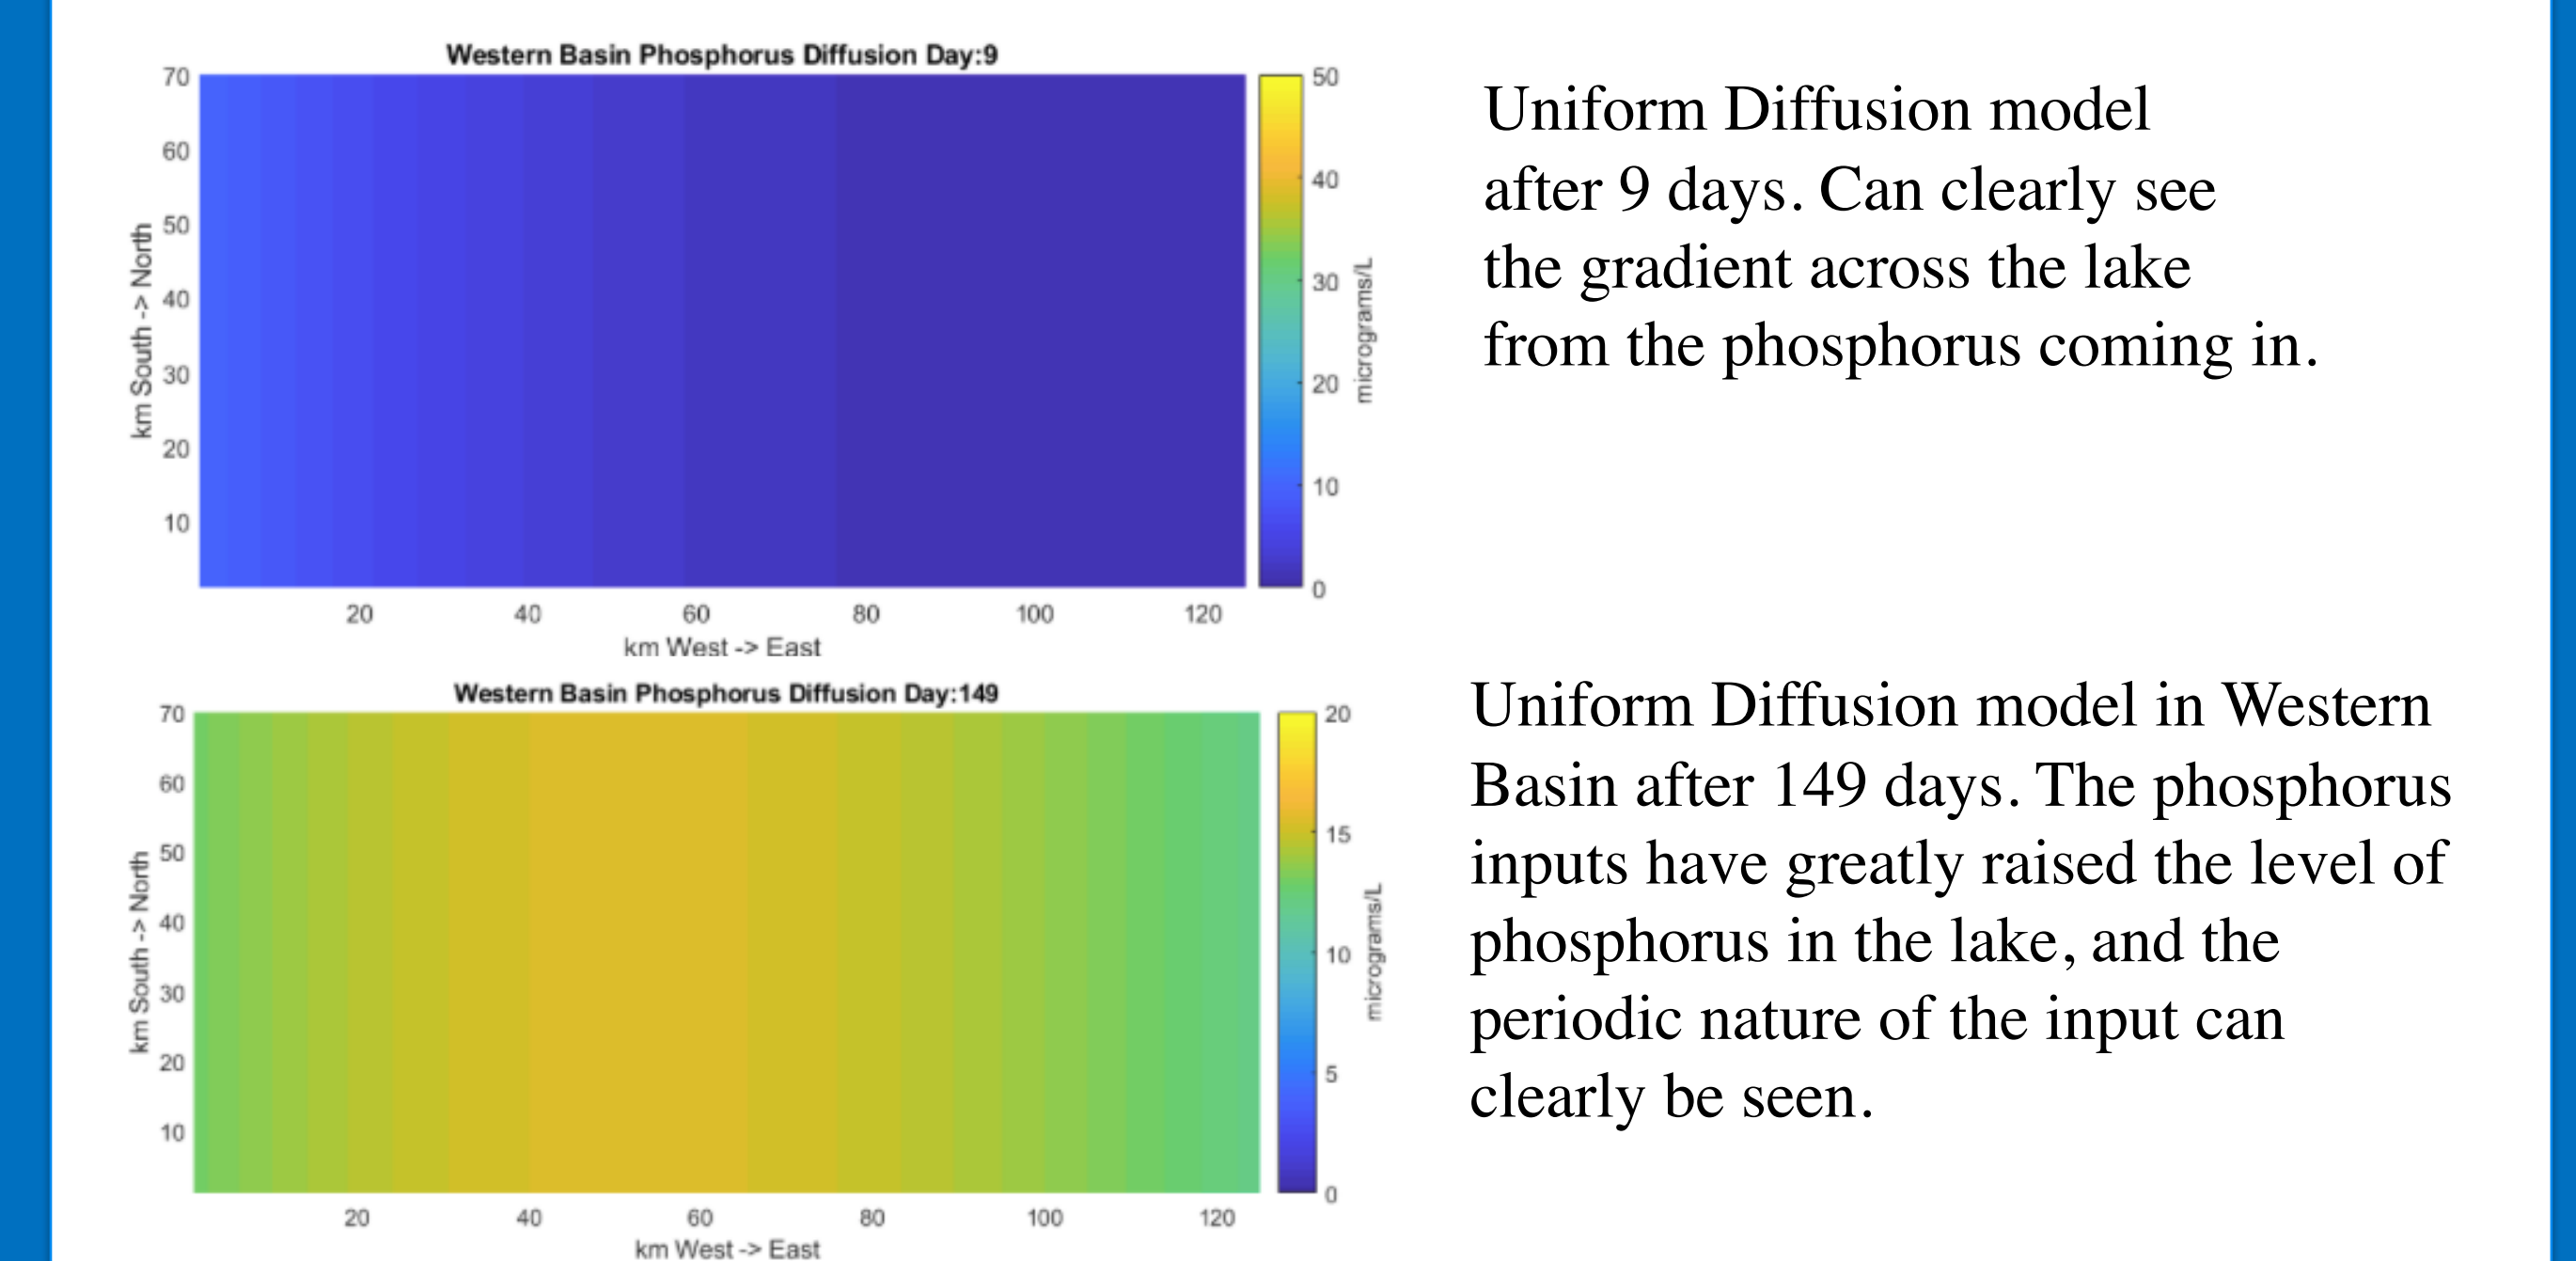 Western Basin Phosphorus Diffusion Day:9
70
60
50
40
30
20
10
km South -> North
20
40
60
80
100
120
km West -> East
50
40
30
20
10
0
micrograms/L
Uniform Diffusion model
after 9 days. Can clearly see
the gradient across the lake
from the phosphorus coming in.
Western Basin Phosphorus Diffusion Day:149
70
60
50
40
30
20
10
km South -> North
20
40
60
80
100
120
km West -> East
20
15
10
5
0
micrograms/L
Uniform Diffusion model in Western
Basin after 149 days. The phosphorus
inputs have greatly raised the level of
phosphorus in the lake, and the
periodic nature of the input can
clearly be seen.